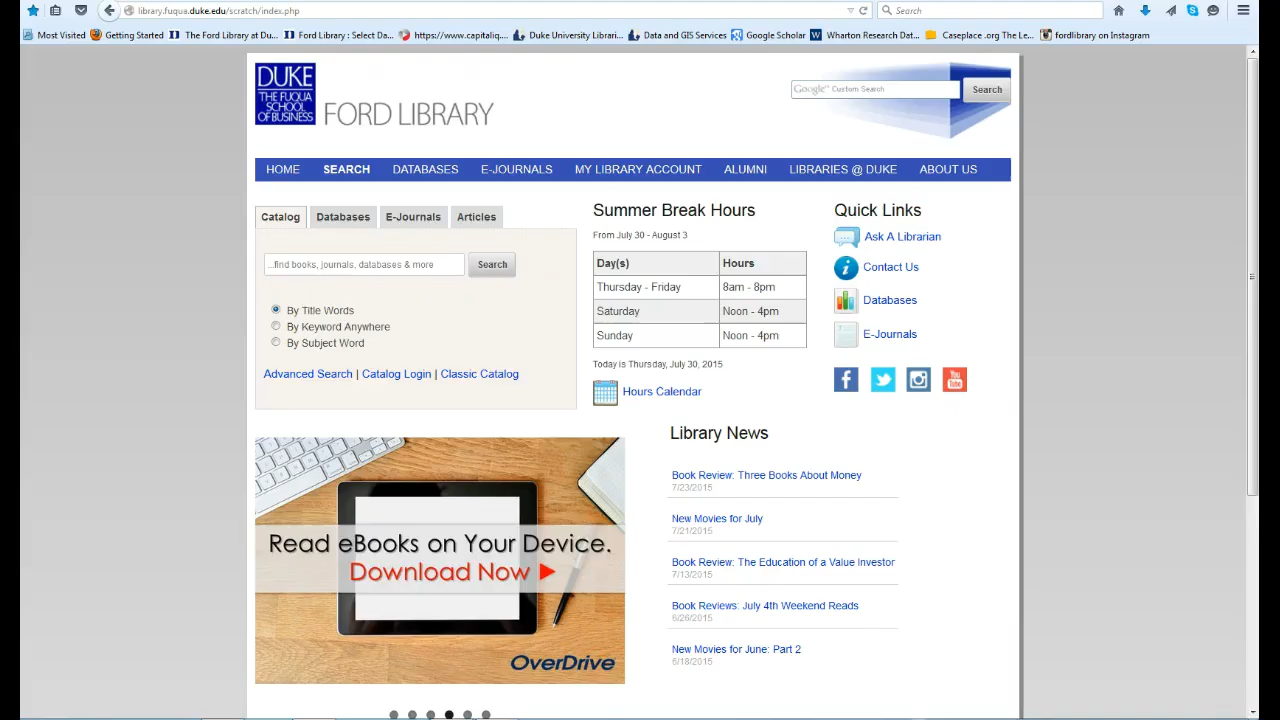 library.fuqua.duke.edu/scratch/index.php
Search
Most Visited Getting Started The Ford Library at Du... Ford Library : Select Da... https://www.capitaliq.... Duke University Librari... Data and GIS Services Google Scholar Wharton Research Dat... Caseplace .org The Le... fordlibrary on Instagram
DUKE
THE FUQUA
SCHOOL
OF BUSINESS
FORD LIBRARY
Google™ Custom Search
Search
HOME SEARCH DATABASES E-JOURNALS MY LIBRARY ACCOUNT ALUMNI LIBRARIES @ DUKE ABOUT US
Catalog Databases E-Journals Articles
...find books, journals, databases & more Search
By Title Words
By Keyword Anywhere
By Subject Word
Advanced Search | Catalog Login | Classic Catalog
Summer Break Hours
From July 30 - August 3
Day(s) Hours
Thursday - Friday 8am - 8pm
Saturday Noon - 4pm
Sunday Noon - 4pm
Today is Thursday, July 30, 2015
Hours Calendar
Quick Links
Ask A Librarian
Contact Us
Databases
E-Journals
You
Tube
Read eBooks on Your Device.
Download Now
OverDrive
Library News
Book Review: Three Books About Money
7/23/2015
New Movies for July
7/21/2015
Book Review: The Education of a Value Investor
7/13/2015
Book Reviews: July 4th Weekend Reads
6/26/2015
New Movies for June: Part 2
6/18/2015